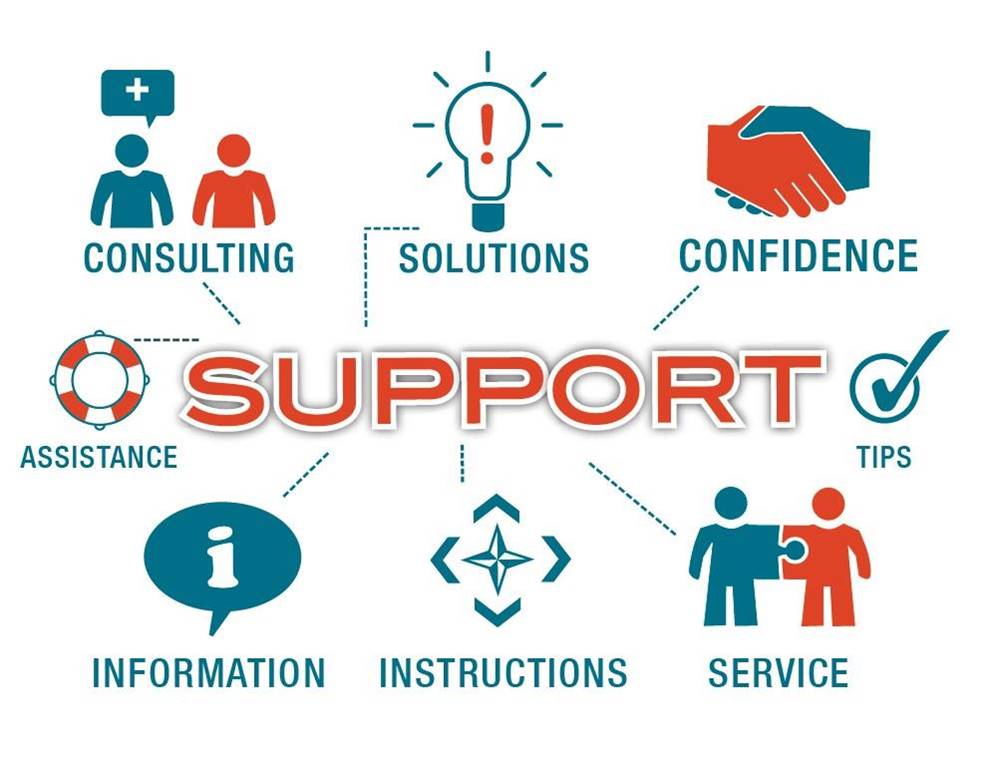 CONSULTING
SOLUTIONS
CONFIDENCE
SUPPORT
ASSISTANCE
TIPS
i
INFORMATION
INSTRUCTIONS
SERVICE